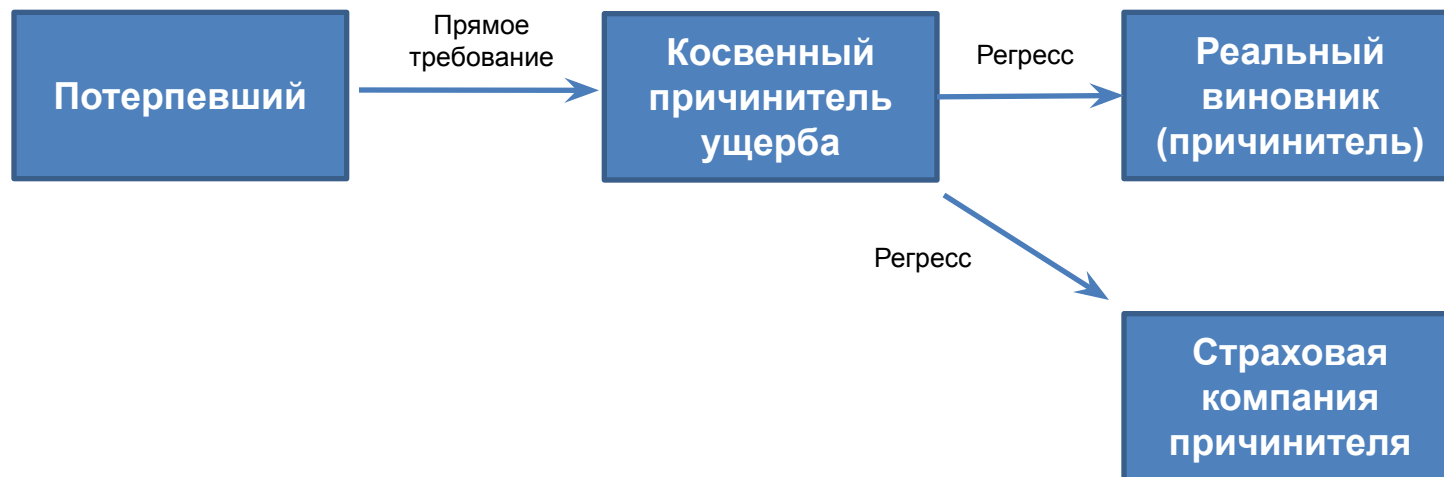 Потерпевший
Прямое
требование
Косвенный
причинитель
ущерба
Регресс
Реальный
виновник
(причинитель)
Регресс
Страховая
компания
причинителя